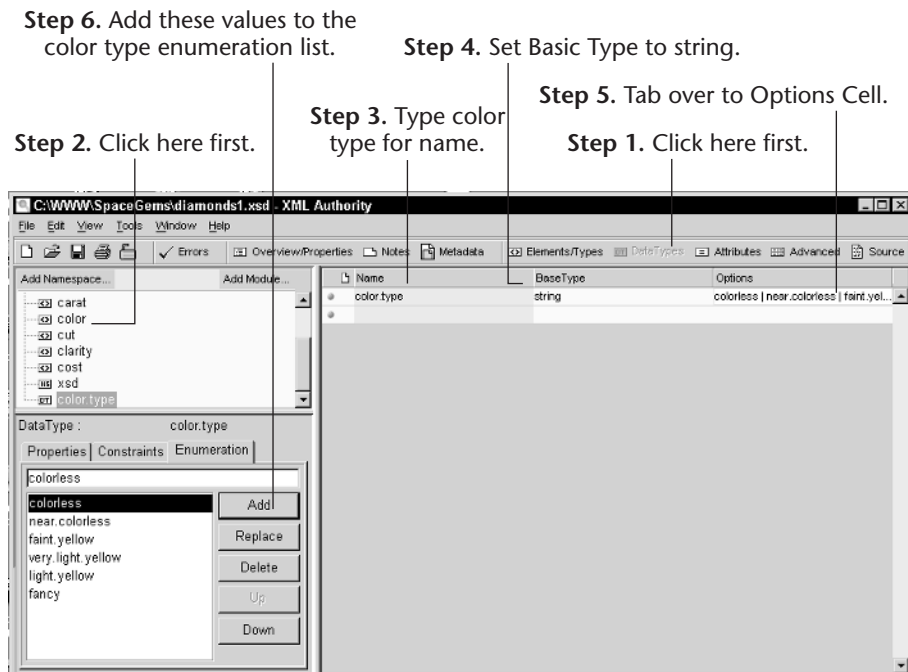 Step 6. Add these values to the
color type enumeration list.
Step 4. Set Basic Type to string.
Step 5. Tab over to Options Cell.
Step 3. Type color
type for name.
Step 2. Click here first.
Step 1. Click here first.
C:\WWW\SpaceGems\diamonds1.xsd - XML Authority
File Edit View Tools Window Help
Errors Overview/Properties Notes Metadata Elements/Types DataTypes Attributes Advanced Source
Add Namespace... Add Module...
Name BaseType Options
carat
color.type string colorless | near.colorless | faint.yel...
color
cut
clarity
cost
xsd
color.type
DataType : color.type
Properties Constraints Enumeration
colorless
colorless
near.colorless
faint.yellow
very.light.yellow
light.yellow
fancy
Add
Replace
Delete
Up
Down